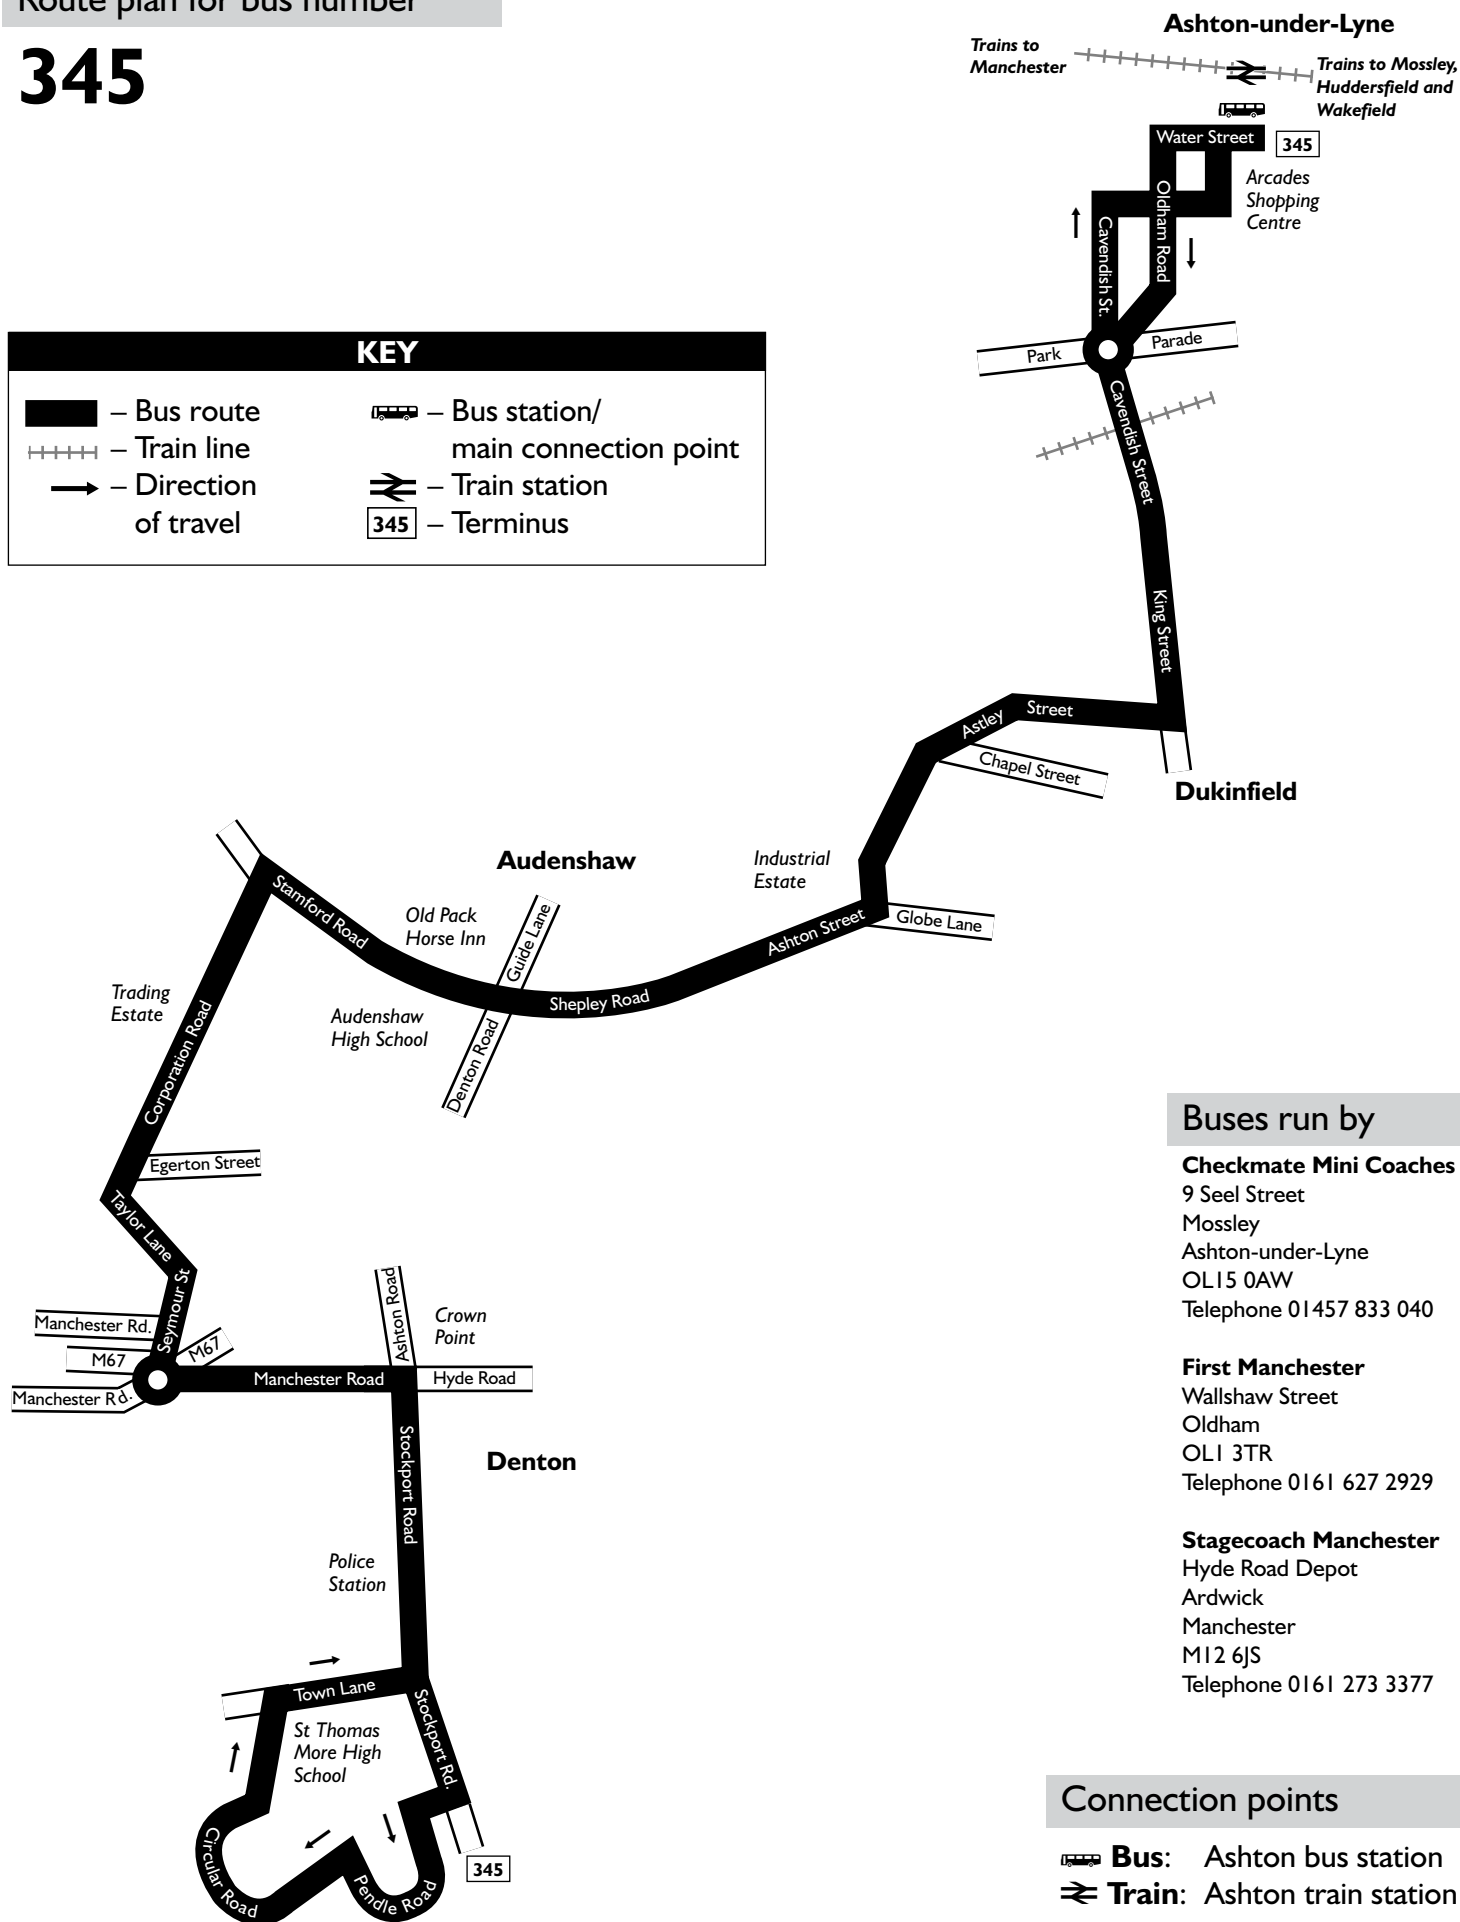 Route plan for bus number
345
Ashton-under-Lyne
Trains to
Manchester
Trains to Mossley,
Huddersfield and
Wakefield
Water Street
345
Arcades
Shopping
Centre
Oldham Road
Cavendish St.
Park
Parade
Cavendish Street
KEY
– Bus route
– Train line
– Direction
of travel
– Bus station/
main connection point
– Train station
345 – Terminus
King Street
Astley
Street
Chapel Street
Dukinfield
Audenshaw
Industrial
Estate
Stamford Road
Old Pack
Horse Inn
Guide Lane
Ashton Street
Globe Lane
Shepley Road
Trading
Estate
Audenshaw
High School
Denton Road
Corporation Road
Egerton Street
Taylor Lane
Seymour St
Manchester Rd.
M67
M67
Manchester Rd.
Ashton Road
Crown
Point
Manchester Road
Hyde Road
Stockport Road
Denton
Police
Station
Town Lane
Stockport Rd.
St Thomas
More High
School
Circular Road
Pendle Road
345
Buses run by
Checkmate Mini Coaches
9 Seel Street
Mossley
Ashton-under-Lyne
OL15 0AW
Telephone 01457 833 040
First Manchester
Wallshaw Street
Oldham
OL1 3TR
Telephone 0161 627 2929
Stagecoach Manchester
Hyde Road Depot
Ardwick
Manchester
M12 6JS
Telephone 0161 273 3377
Connection points
Bus: Ashton bus station
Train: Ashton train station